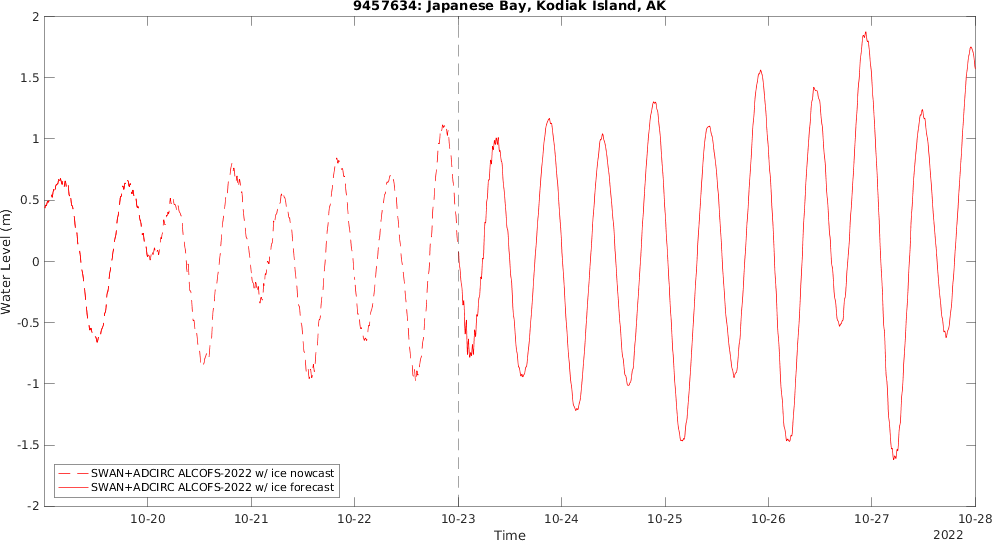 9457634: Japanese Bay, Kodiak Island, AK
2
1.5
1
0.5
0
-0.5
-1
-1.5
-2
Water Level (m)
SWAN+ADCIRC ALCOFS-2022 w/ ice nowcast
SWAN+ADCIRC ALCOFS-2022 w/ ice forecast
10-20 10-21 10-22 10-23 10-24 10-25 10-26 10-27 10-28
Time
2022